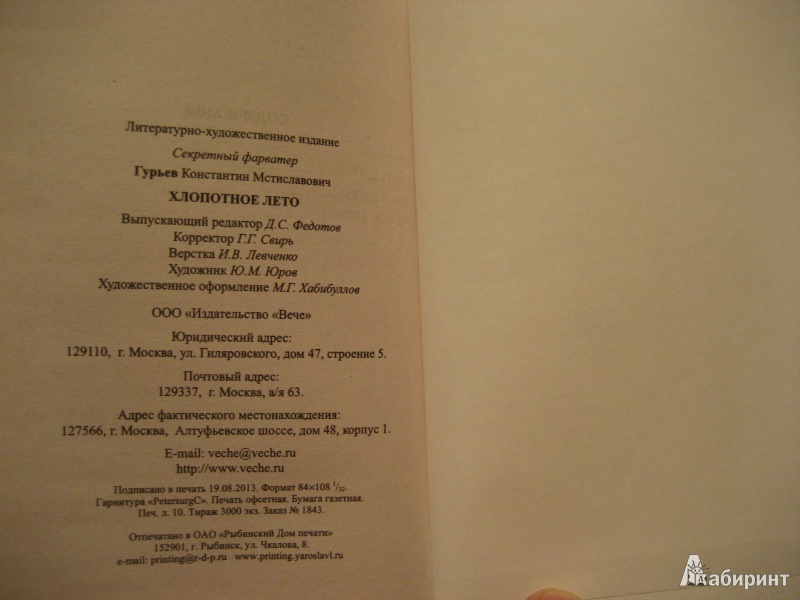 Литературно-художественное издание
Секретный фарватер
Гурьев Константин Мстиславович
ХЛОПОТНОЕ ЛЕТО
Выпускающий редактор Д.С. Федотов
Корректор Г.Г. Свирь
Верстка И.В. Левченко
Художник Ю.М. Юров
Художественное оформление М.Г. Хабибуллов
ООО «Издательство «Вече»
Юридический адрес:
129110, г. Москва, ул. Гиляровского, дом 47, строение 5.
Почтовый адрес:
129337, г. Москва, а/я 63.
Адрес фактического местонахождения:
127566, г. Москва, Алтуфьевское шоссе, дом 48, корпус 1.
E-mail: veche@veche.ru
http://www.veche.ru
Подписано в печать 19.08.2013. Формат 84×108 1/32.
Гарнитура «PetersurgC». Печать офсетная. Бумага газетная.
Печ. л. 10. Тираж 3000 экз. Заказ № 1843.
Отпечатано в ОАО «Рыбинский Дом печати»
152901, г. Рыбинск, ул. Чкалова, 8.
e-mail: printing@r-d-p.ru www.printing.yaroslavl.ru
Лабиринт